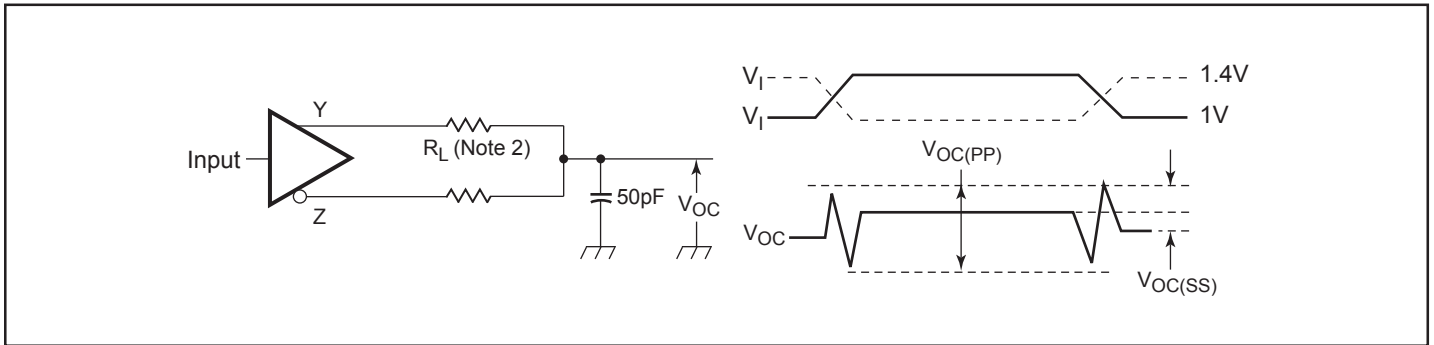 Input
Y
R_L (Note 2)
Z
50pF
V_OC
V_I
1.4V
V_I
1V
V_OC(PP)
V_OC
V_OC(SS)